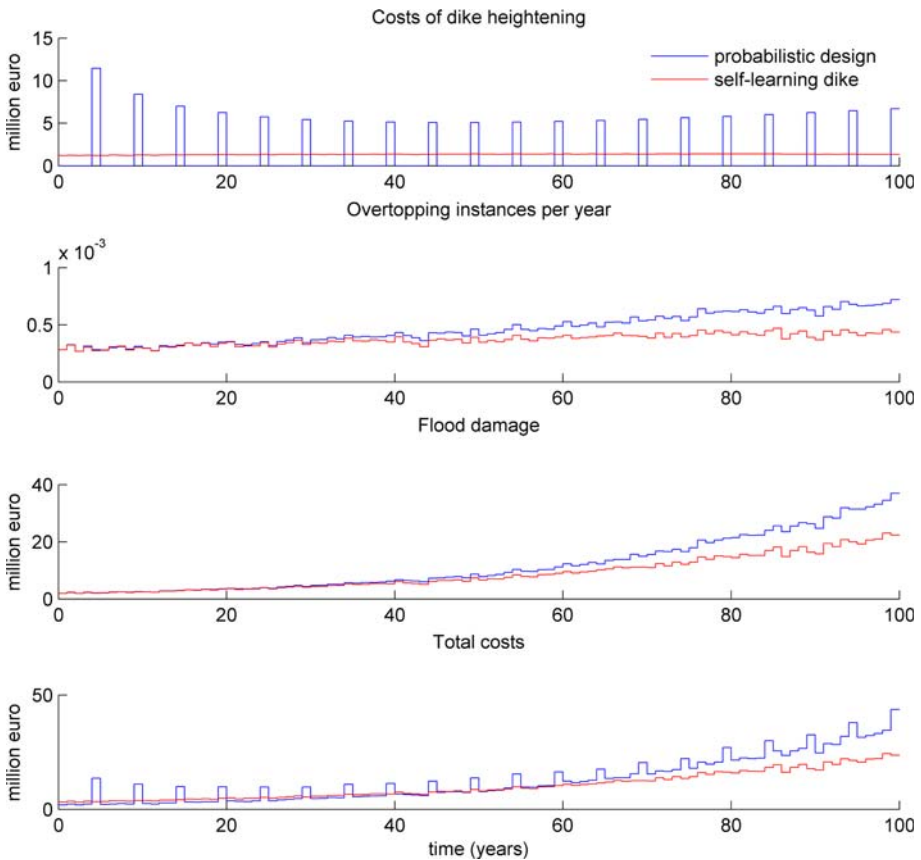 Costs of dike heightening
15
10
5
0
million euro
probabilistic design
self-learning dike
0 20 40 60 80 100
Overtopping instances per year
x 10^-3
1
0.5
0
0 20 40 60 80 100
Flood damage
40
20
0
million euro
0 20 40 60 80 100
Total costs
50
0
million euro
0 20 40 60 80 100
time (years)